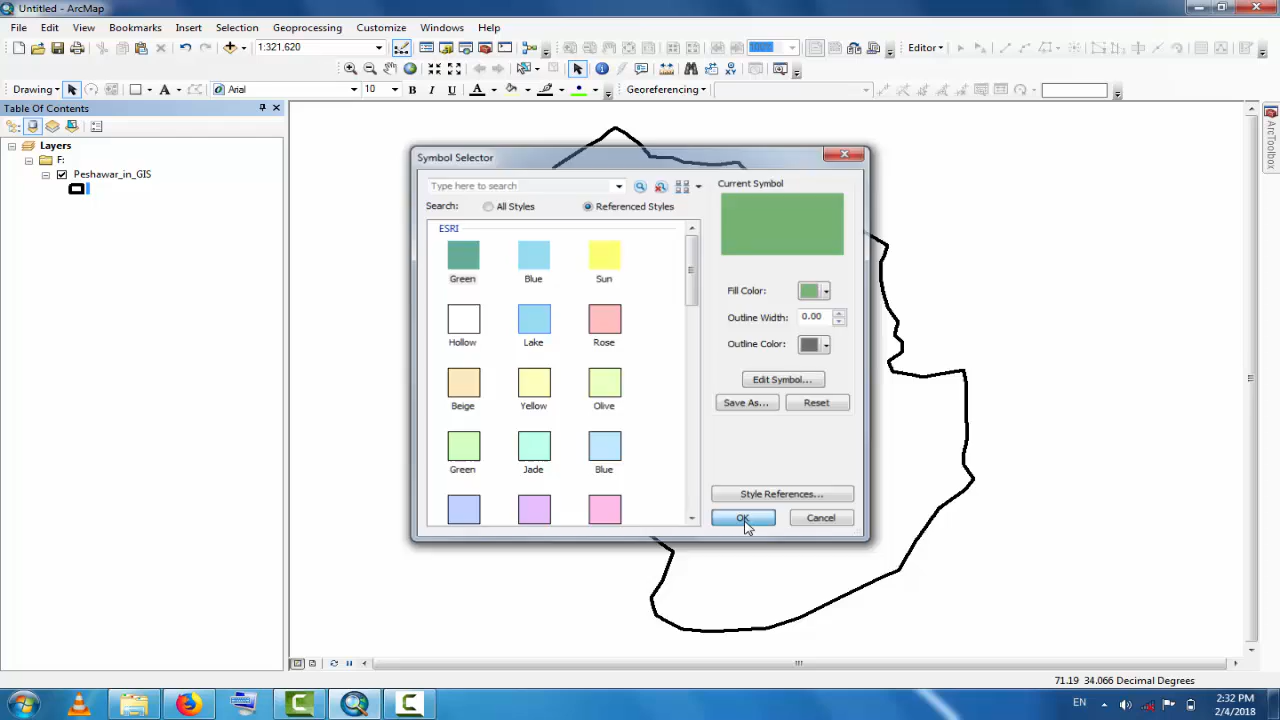 Untitled - ArcMap
File Edit View Bookmarks Insert Selection Geoprocessing Customize Windows Help
1:321,620 Editor
Drawing Arial 10 B I U A Georeferencing
Table Of Contents
Layers
F:
Peshawar_in_GIS
ArcToolbox
Symbol Selector
Type here to search
Current Symbol
Search: All Styles Referenced Styles
ESRI
Green Blue Sun
Hollow Lake Rose
Beige Yellow Olive
Green Jade Blue
Fill Color:
Outline Width: 0.00
Outline Color:
Edit Symbol...
Save As... Reset
Style References...
OK Cancel
71.19 34.066 Decimal Degrees
EN
2:32 PM
2/4/2018